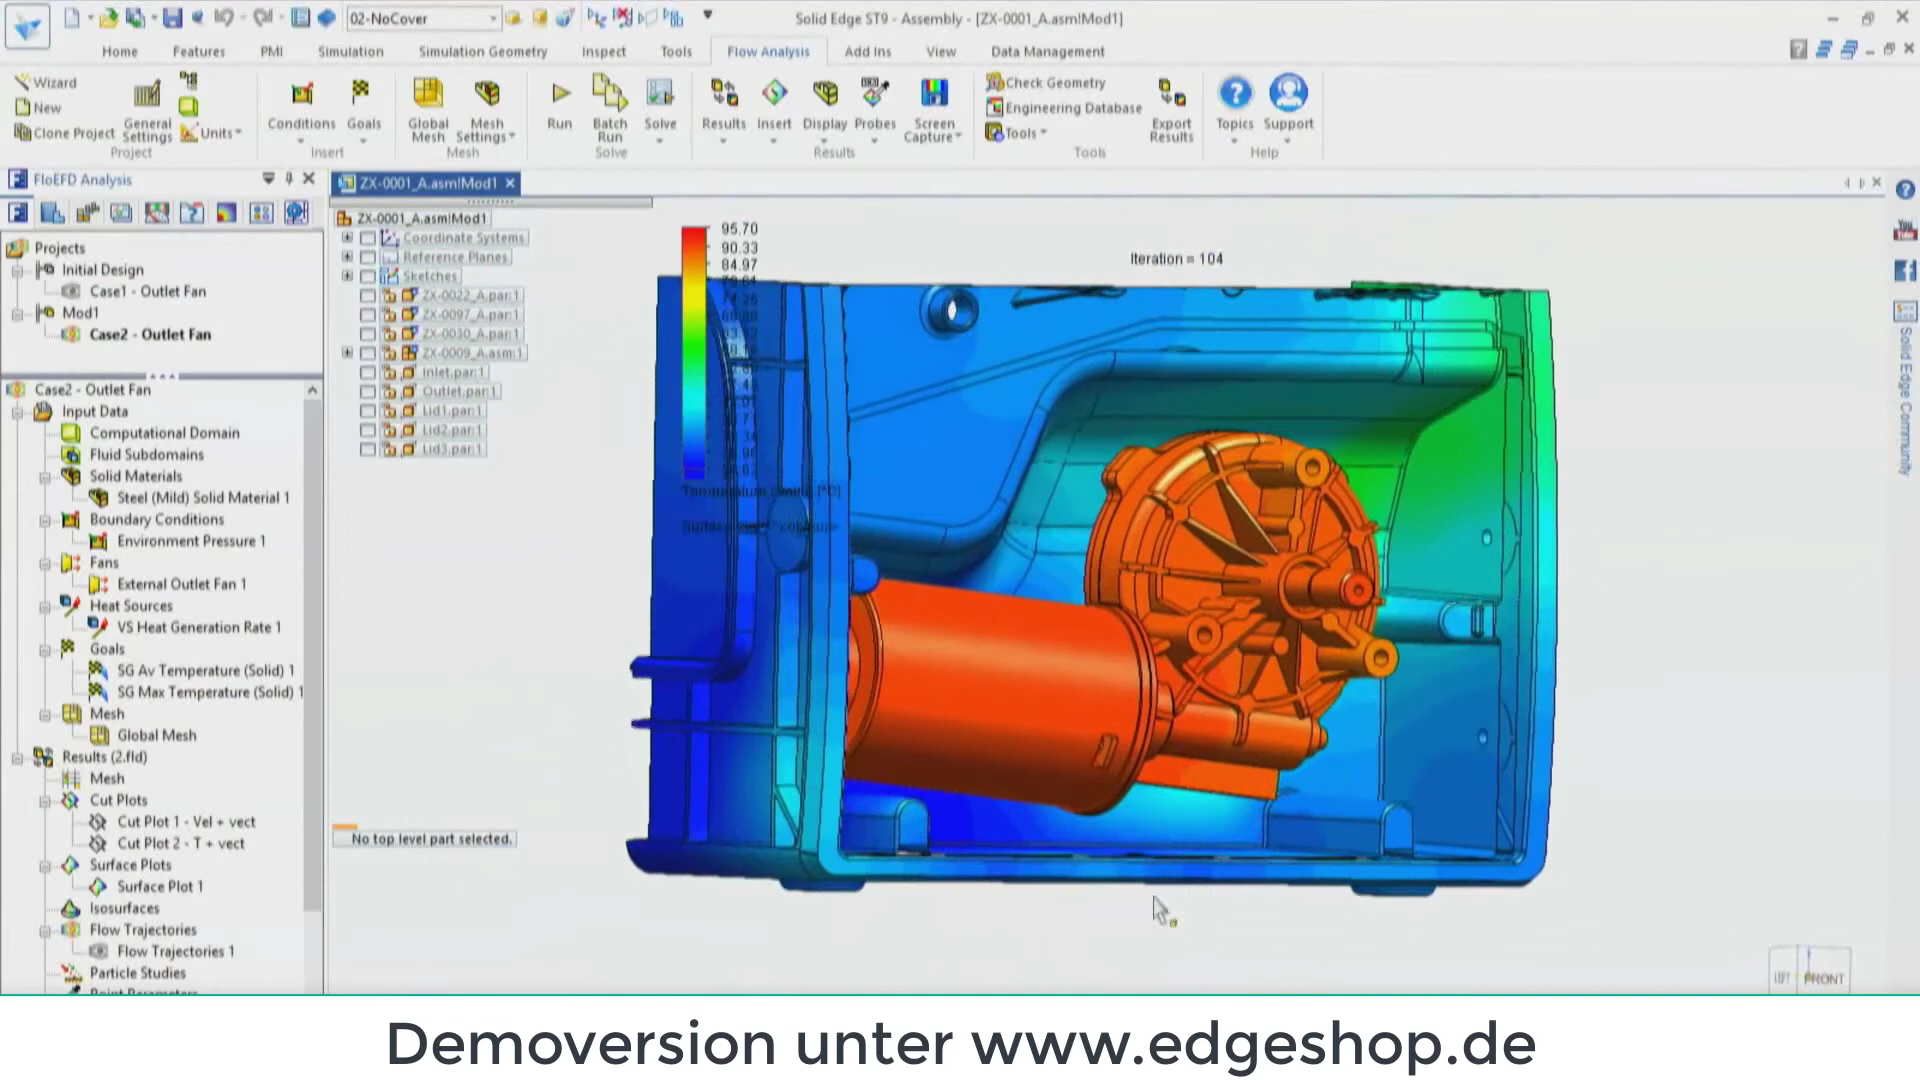 02-NoCover
Solid Edge ST9 - Assembly - [ZX-0001_A.asm!Mod1]
Home Features PMI Simulation Simulation Geometry Inspect Tools Flow Analysis Add Ins View Data Management
Wizard
New
Clone Project
General Settings
Units
Project
Conditions
Goals
Insert
Global Mesh
Mesh Settings
Mesh
Run
Batch Run
Solve
Solve
Results
Insert
Display
Probes
Screen Capture
Results
Check Geometry
Engineering Database
Tools
Export Results
Tools
Topics
Support
Help
FloEFD Analysis
Projects
Initial Design
Case1 - Outlet Fan
Mod1
Case2 - Outlet Fan
Case2 - Outlet Fan
Input Data
Computational Domain
Fluid Subdomains
Solid Materials
Steel (Mild) Solid Material 1
Boundary Conditions
Environment Pressure 1
Fans
External Outlet Fan 1
Heat Sources
VS Heat Generation Rate 1
Goals
SG Av Temperature (Solid) 1
SG Max Temperature (Solid) 1
Mesh
Global Mesh
Results (2.fld)
Mesh
Cut Plots
Cut Plot 1 - Vel + vect
Cut Plot 2 - T + vect
Surface Plots
Surface Plot 1
Isosurfaces
Flow Trajectories
Flow Trajectories 1
Particle Studies
ZX-0001_A.asm!Mod1
ZX-0001_A.asm!Mod1
Coordinate Systems
Reference Planes
Sketches
ZX-0022_A.par:1
ZX-0097_A.par:1
ZX-0030_A.par:1
ZX-0009_A.asm:1
Inlet.par:1
Outlet.par:1
Lid1.par:1
Lid2.par:1
Lid3.par:1
No top level part selected.
95.70
90.33
84.97
Iteration = 104
You
Tube
Solid Edge Community
FRONT
Demoversion unter www.edgeshop.de